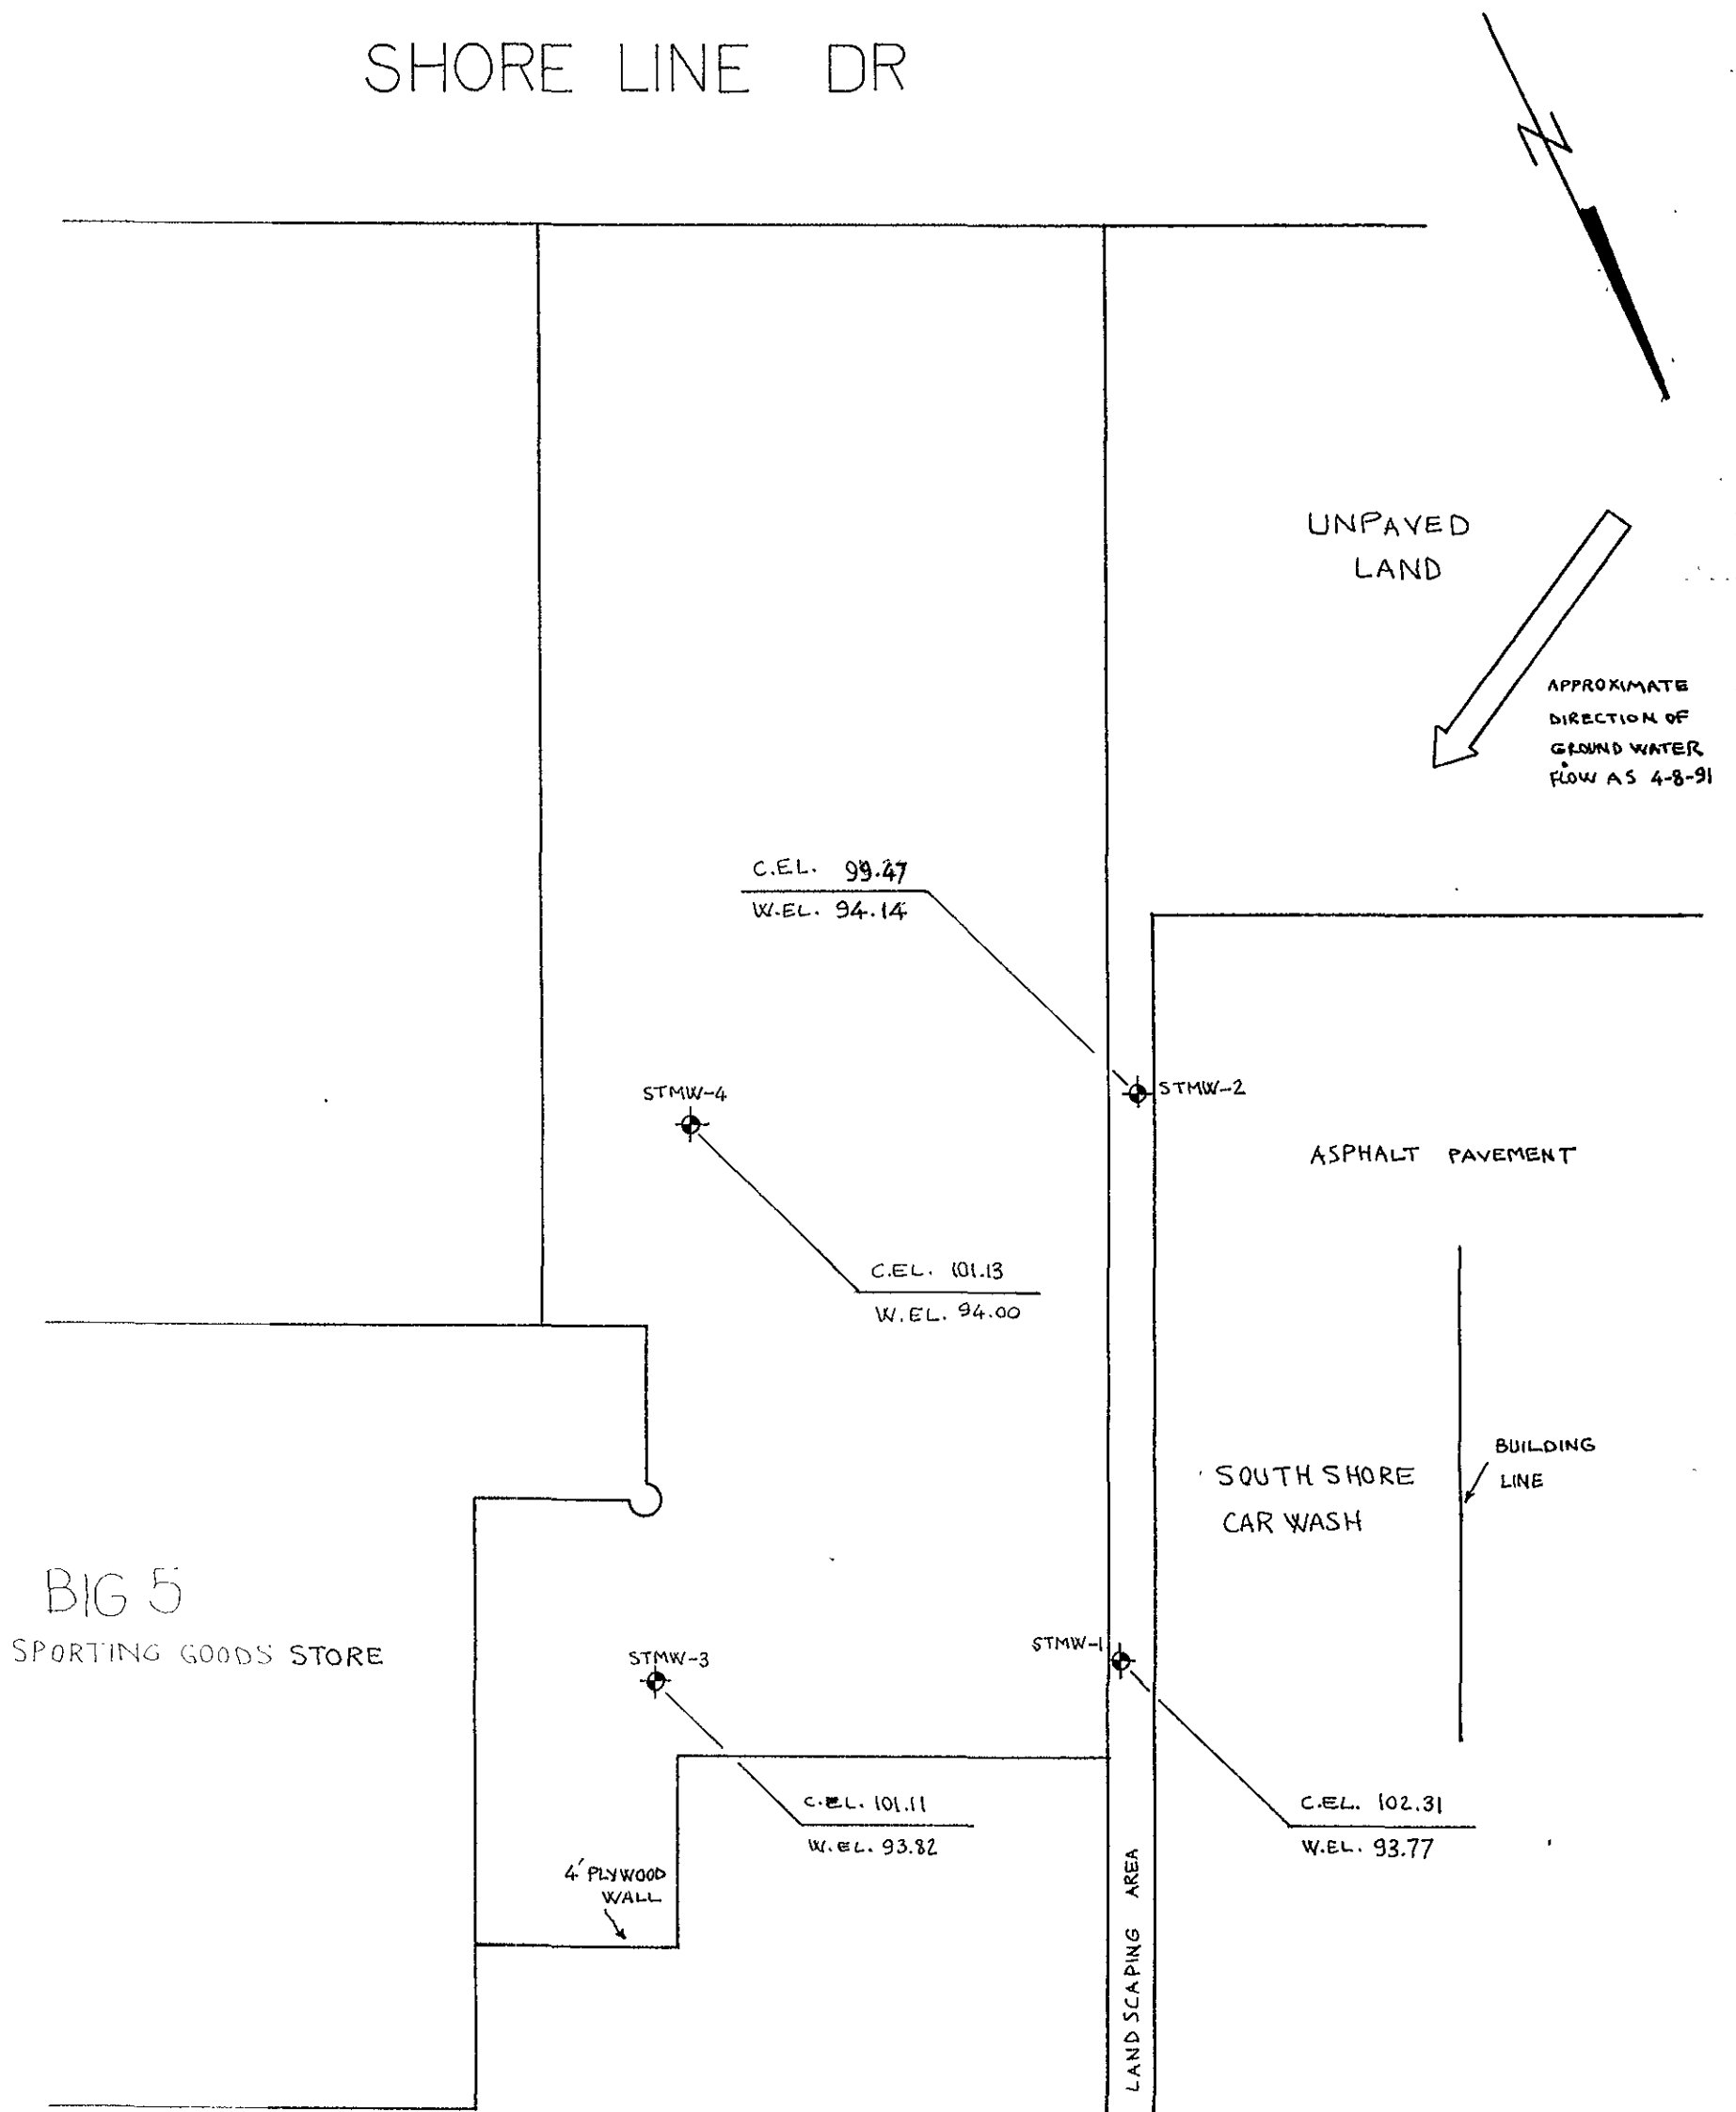 SHORE LINE DR
N
UNPAVED
LAND
APPROXIMATE
DIRECTION OF
GROUND WATER
FLOW AS 4-8-91
C.EL. 99.47
W.EL. 94.14
STMW-4
STMW-2
ASPHALT PAVEMENT
C.EL. 101.13
W.EL. 94.00
BUILDING
LINE
SOUTH SHORE
CAR WASH
BIG 5
SPORTING GOODS STORE
STMW-3
STMW-1
C.EL. 101.11
W.EL. 93.82
C.EL. 102.31
W.EL. 93.77
4' PLYWOOD
WALL
LANDSCAPING AREA